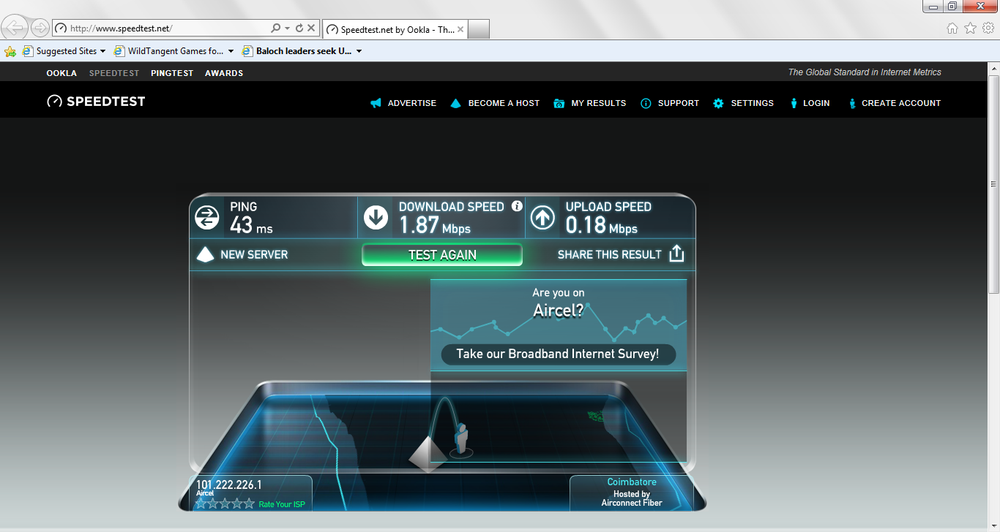 http://www.speedtest.net/
Speedtest.net by Ookla - Th...
Suggested Sites
WildTangent Games fo...
Baloch leaders seek U...
OOKLA SPEEDTEST PINGTEST AWARDS
The Global Standard in Internet Metrics
SPEEDTEST
ADVERTISE BECOME A HOST MY RESULTS SUPPORT SETTINGS LOGIN CREATE ACCOUNT
PING
43 ms
DOWNLOAD SPEED
1.87 Mbps
UPLOAD SPEED
0.18 Mbps
NEW SERVER
TEST AGAIN
SHARE THIS RESULT
Are you on
Aircel?
Take our Broadband Internet Survey!
101.222.226.1
Aircel
Rate Your ISP
Coimbatore
Hosted by
Airconnect Fiber